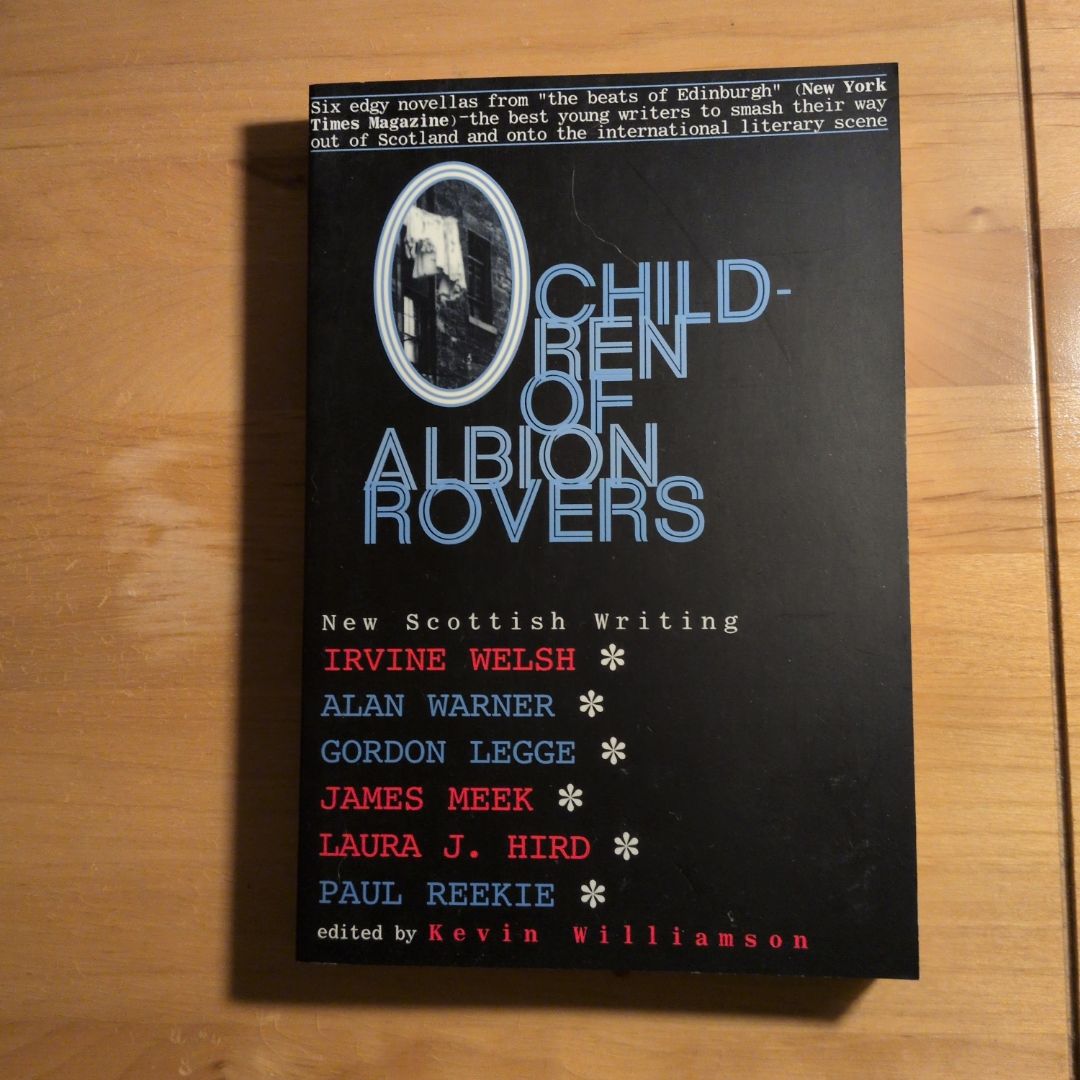 Six edgy novellas from "the beats of Edinburgh" (New York
Times Magazine)–the best young writers to smash their way
out of Scotland and onto the international literary scene
CHILD-
REN
OF
ALBION
ROVERS
New Scottish Writing
IRVINE WELSH *
ALAN WARNER *
GORDON LEGGE *
JAMES MEEK *
LAURA J. HIRD *
PAUL REEKIE *
edited by Kevin Williamson